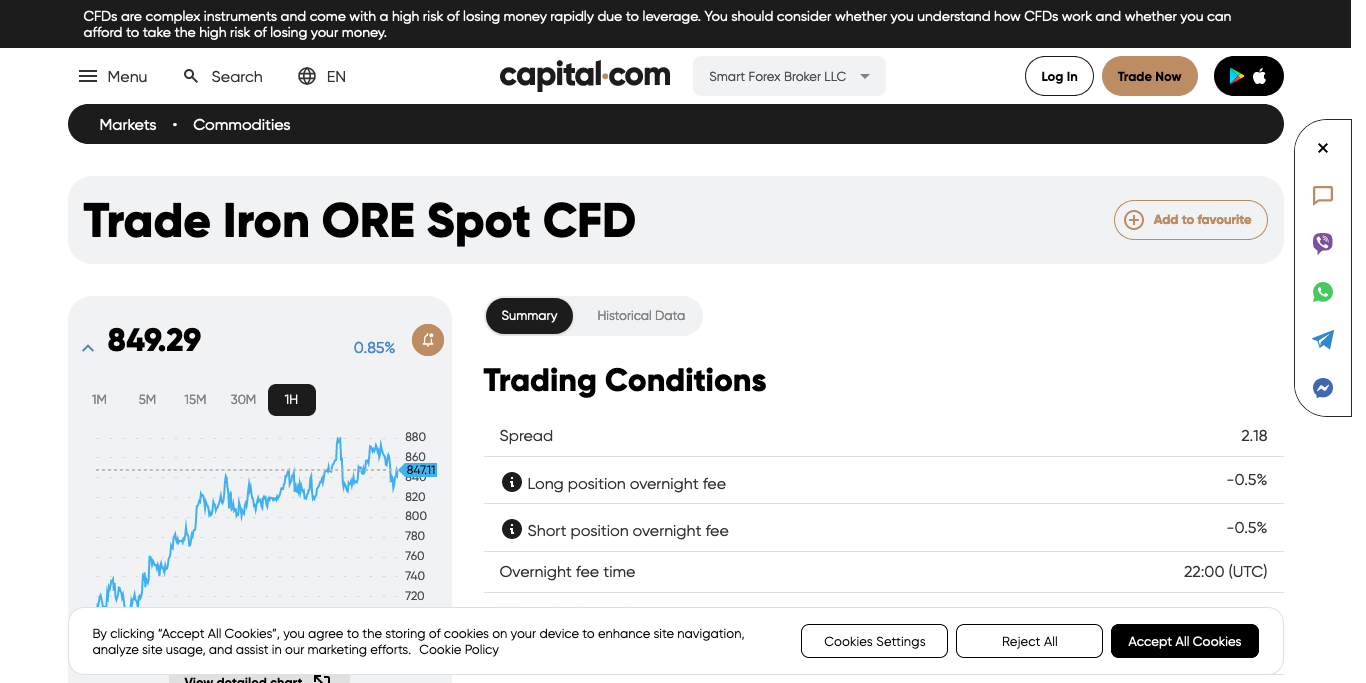 CFDs are complex instruments and come with a high risk of losing money rapidly due to leverage. You should consider whether you understand how CFDs work and whether you can
afford to take the high risk of losing your money.
Menu
Search
EN
capital.com
Smart Forex Broker LLC
Log In
Trade Now
Markets • Commodities
Trade Iron ORE Spot CFD
Add to favourite
849.29
0.85%
1M 5M 15M 30M 1H
880
860
847.11
840
820
800
780
760
740
720
Summary
Historical Data
Trading Conditions
Spread 2.18
Long position overnight fee -0.5%
Short position overnight fee -0.5%
Overnight fee time 22:00 (UTC)
By clicking “Accept All Cookies”, you agree to the storing of cookies on your device to enhance site navigation,
analyze site usage, and assist in our marketing efforts. Cookie Policy
Cookies Settings
Reject All
Accept All Cookies
View detailed chart